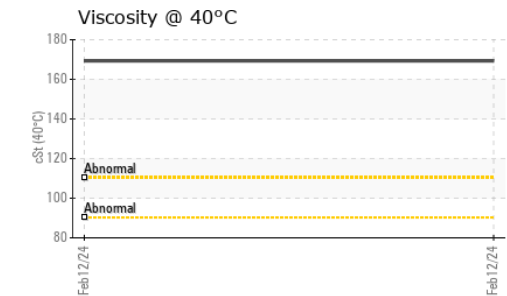 Viscosity @ 40°C
180
160
140
120
100
80
cSt (40°C)
Abnormal
Abnormal
Feb12/24
Feb12/24